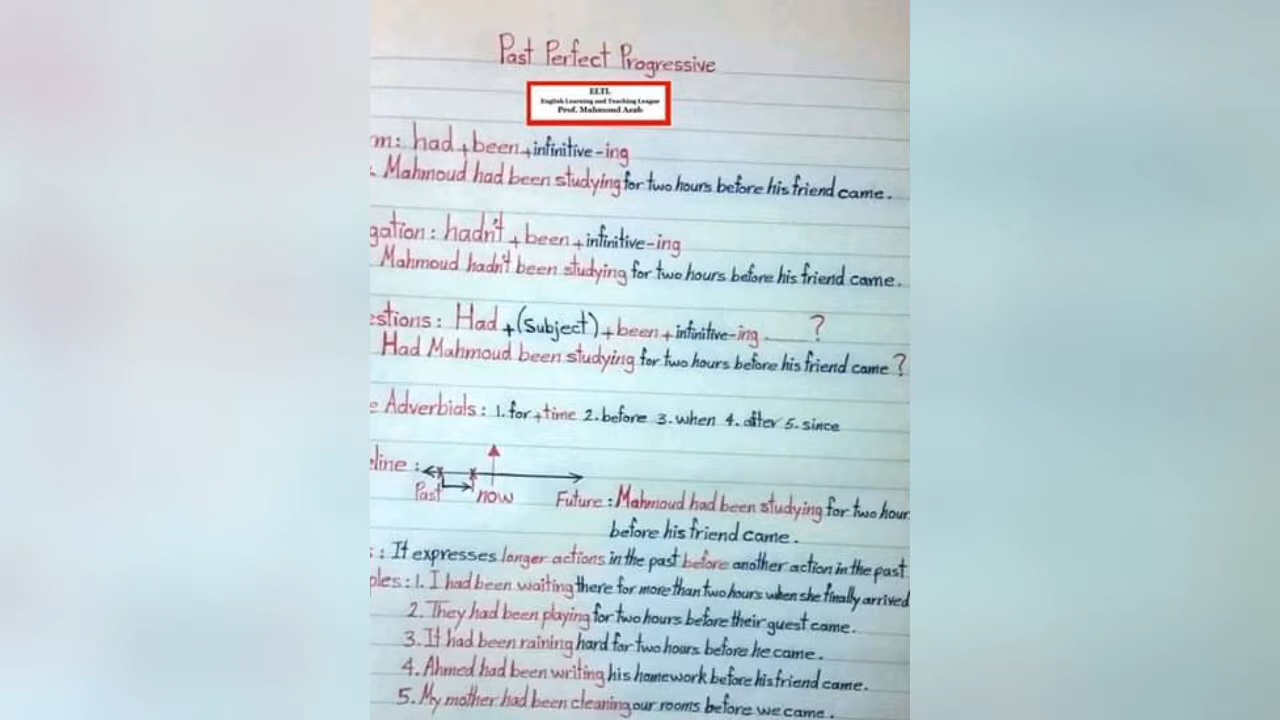 Past Perfect Progressive
ELTL
English Learning and Teaching League
Prof. Mahmoud Arab
m: had + been + infinitive-ing
. Mahmoud had been studying for two hours before his friend came.
gation: hadn't + been + infinitive-ing
Mahmoud hadn't been studying for two hours before his friend came.
estions: Had + (subject) + been + infinitive-ing ___ ?
Had Mahmoud been studying for two hours before his friend came?
e Adverbials: 1. for + time 2. before 3. when 4. after 5. since
eline:
Past now Future: Mahmoud had been studying for two hour
before his friend came.
s: It expresses longer actions in the past before another action in the past
ples: 1. I had been waiting there for more than two hours when she finally arrived
2. They had been playing for two hours before their guest came.
3. It had been raining hard for two hours before he came.
4. Ahmed had been writing his homework before his friend came.
5. My mother had been cleaning our rooms before we came.